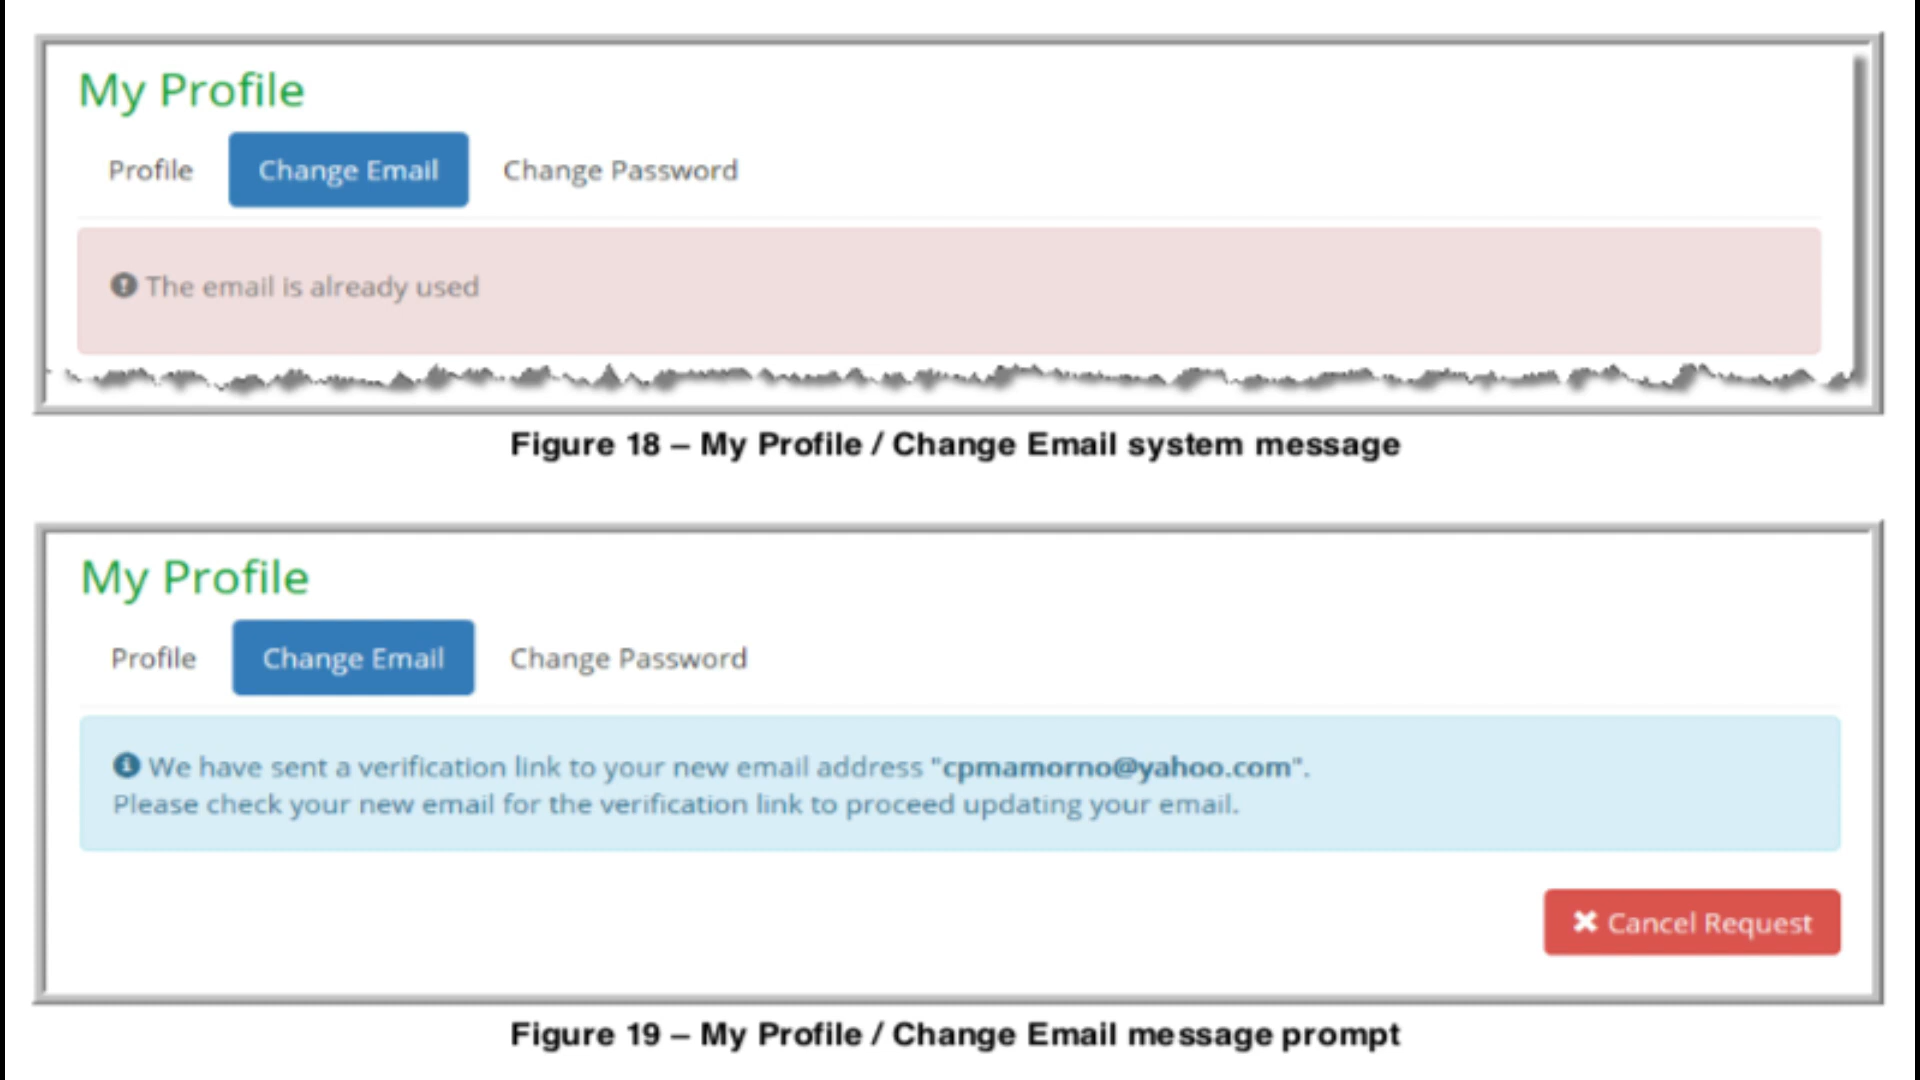 My Profile
Profile Change Email Change Password
The email is already used
Figure 18 – My Profile / Change Email system message
My Profile
Profile Change Email Change Password
We have sent a verification link to your new email address "cpmamorno@yahoo.com".
Please check your new email for the verification link to proceed updating your email.
Cancel Request
Figure 19 – My Profile / Change Email message prompt